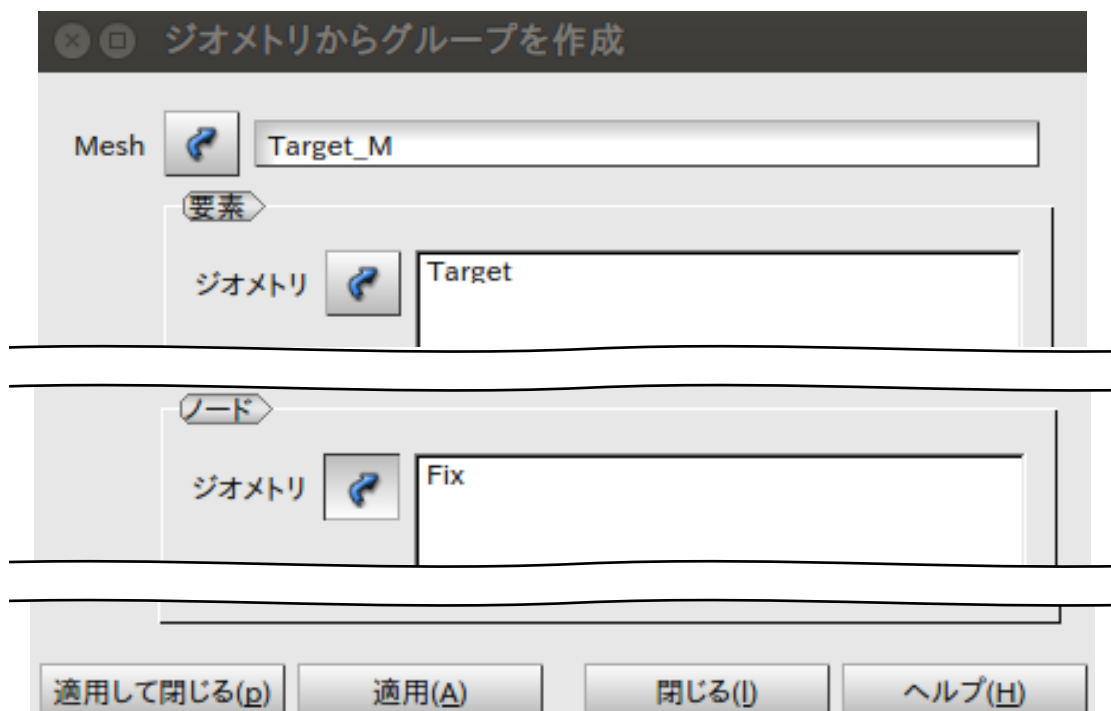 ジオメトリからグループを作成
Mesh Target_M
要素
ジオメトリ Target
ノード
ジオメトリ Fix
適用して閉じる(p) 適用(A) 閉じる(l) ヘルプ(H)